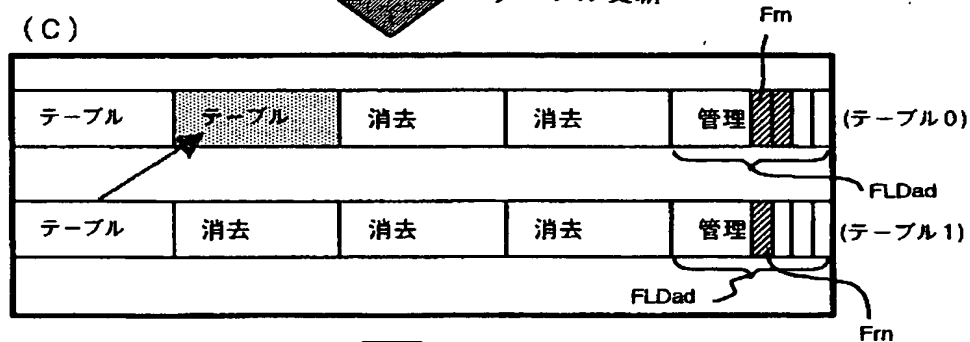 (C)
Frn
テーブル テーブル 消去 消去 管理 (テーブル0)
FLDad
テーブル 消去 消去 消去 管理 (テーブル1)
FLDad
Frn